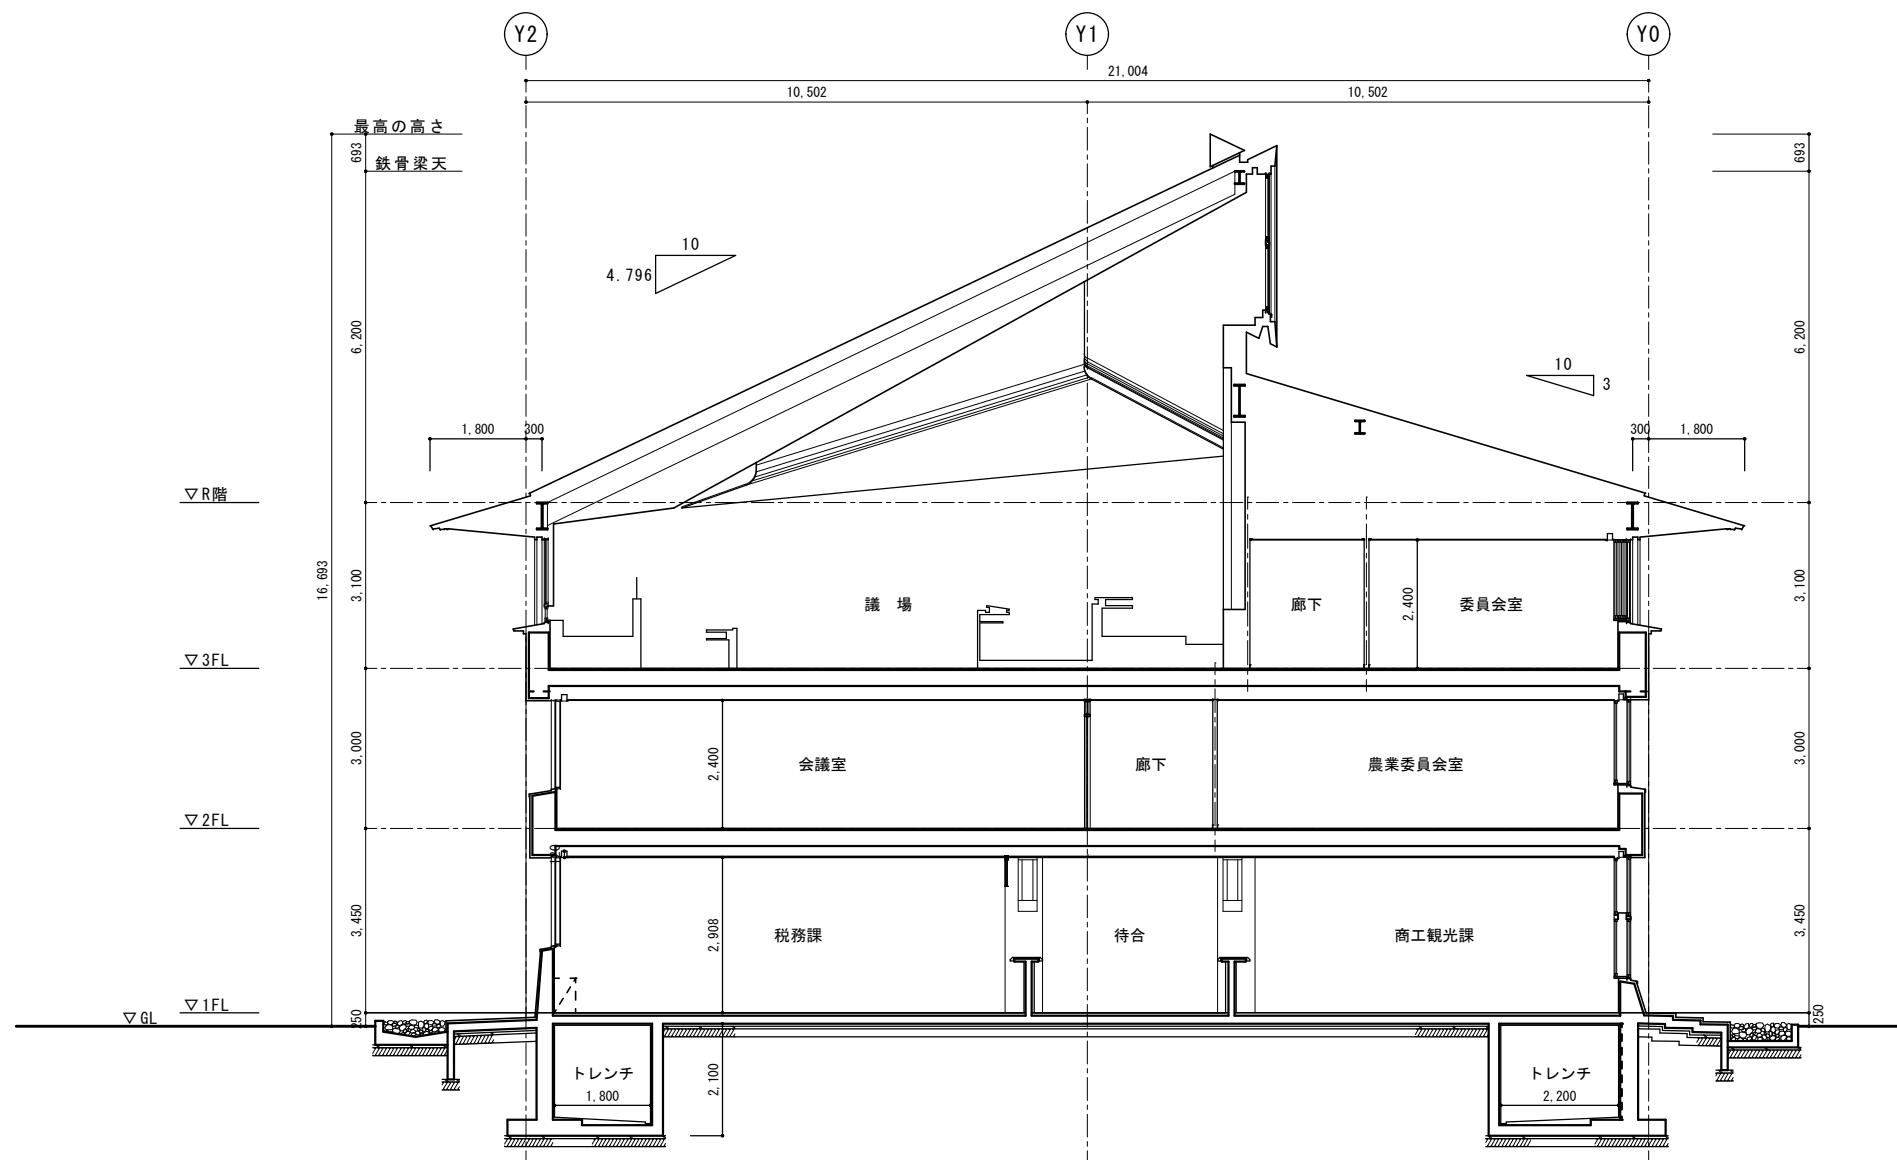 Y2
Y1
Y0
21,004
10,502
10,502
最高の高さ
693
693
鉄骨梁天
10
4.796
6,200
6,200
10
3
1,800
300
300
1,800
▽R階
16,693
3,100
議 場
廊下
2,400
委員会室
3,100
▽3FL
3,000
2,400
会議室
廊下
農業委員会室
3,000
▽2FL
3,450
2,908
税務課
待合
商工観光課
3,450
▽1FL
▽GL
250
250
トレンチ
1,800
2,100
トレンチ
2,200